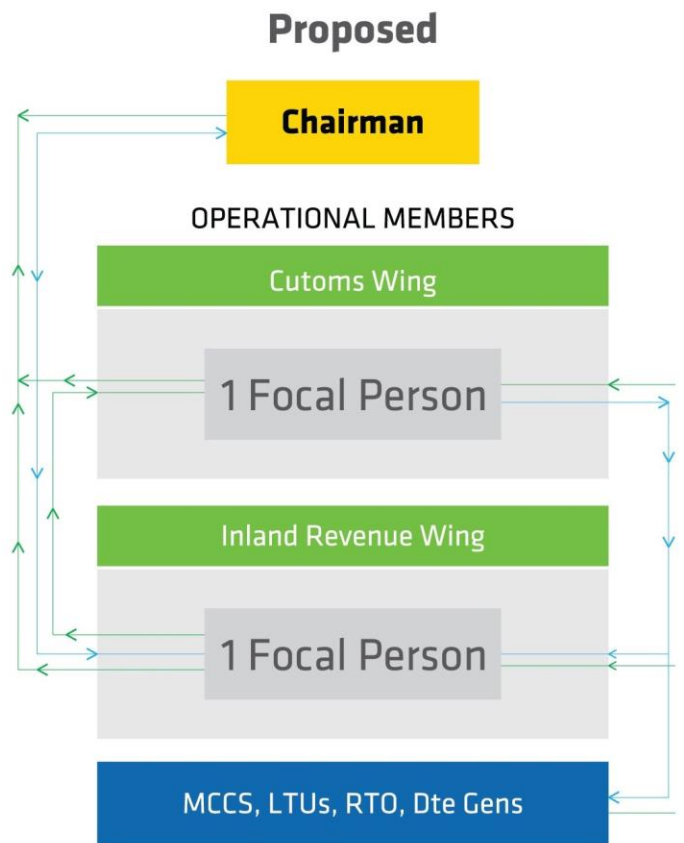 Proposed
Chairman
OPERATIONAL MEMBERS
Cutoms Wing
1 Focal Person
Inland Revenue Wing
1 Focal Person
MCCS, LTUs, RTO, Dte Gens